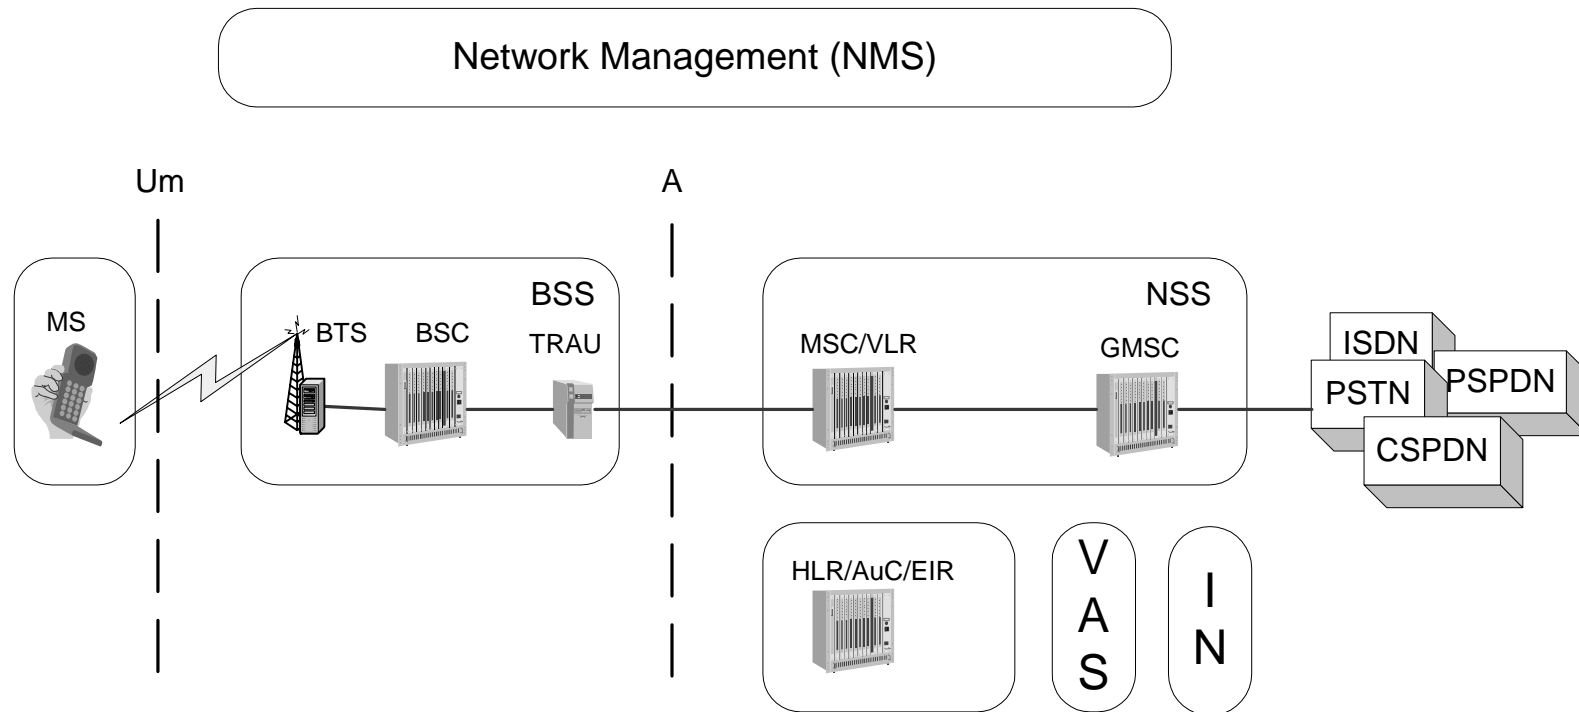 Network Management (NMS)
Um
A
MS
BSS
BTS
BSC
TRAU
NSS
MSC/VLR
GMSC
ISDN
PSTN
PSPDN
CSPDN
HLR/AuC/EIR
V
A
S
I
N